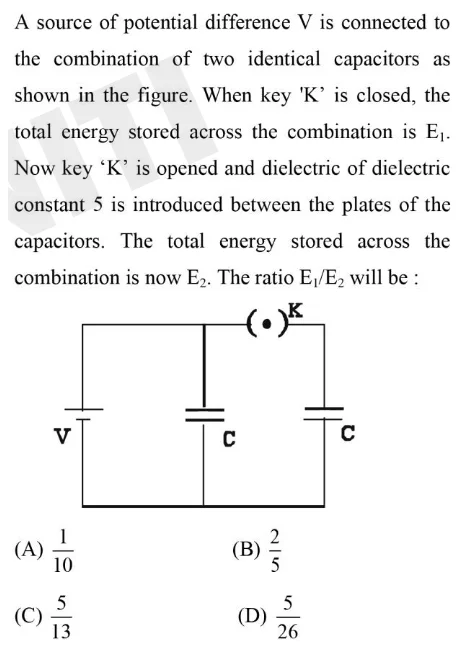 A source of potential difference V is connected to
the combination of two identical capacitors as
shown in the figure. When key 'K’ is closed, the
total energy stored across the combination is E₁.
Now key ‘K’ is opened and dielectric of dielectric
constant 5 is introduced between the plates of the
capacitors. The total energy stored across the
combination is now E₂. The ratio E₁/E₂ will be :
K
V
C
C
(A) 1/10 (B) 2/5
(C) 5/13 (D) 5/26